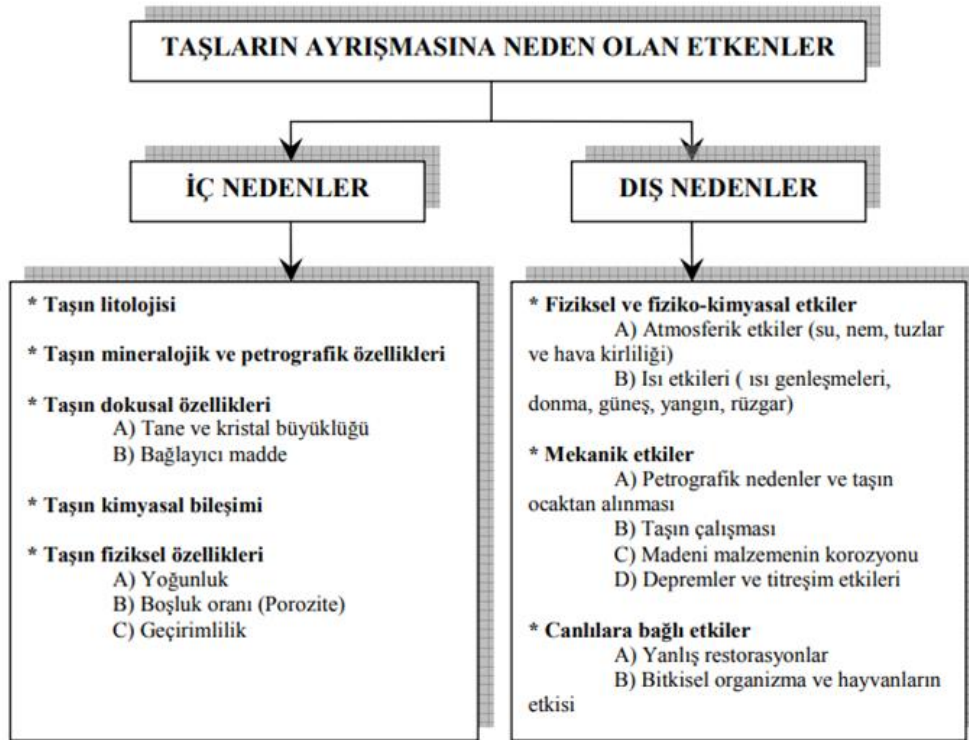 TAŞLARIN AYRIŞMASINA NEDEN OLAN ETKENLER
İÇ NEDENLER
DIŞ NEDENLER
* Taşın litolojisi
* Taşın mineralojik ve petrografik özellikleri
* Taşın dokusal özellikleri
A) Tane ve kristal büyüklüğü
B) Bağlayıcı madde
* Taşın kimyasal bileşimi
* Taşın fiziksel özellikleri
A) Yoğunluk
B) Boşluk oranı (Porozite)
C) Geçirimlilik
* Fiziksel ve fiziko-kimyasal etkiler
A) Atmosferik etkiler (su, nem, tuzlar
ve hava kirliliği)
B) Isı etkileri ( ısı genleşmeleri,
donma, güneş, yangın, rüzgar)
* Mekanik etkiler
A) Petrografik nedenler ve taşın
ocaktan alınması
B) Taşın çalışması
C) Madeni malzemenin korozyonu
D) Depremler ve titreşim etkileri
* Canlılara bağlı etkiler
A) Yanlış restorasyonlar
B) Bitkisel organizma ve hayvanların
etkisi